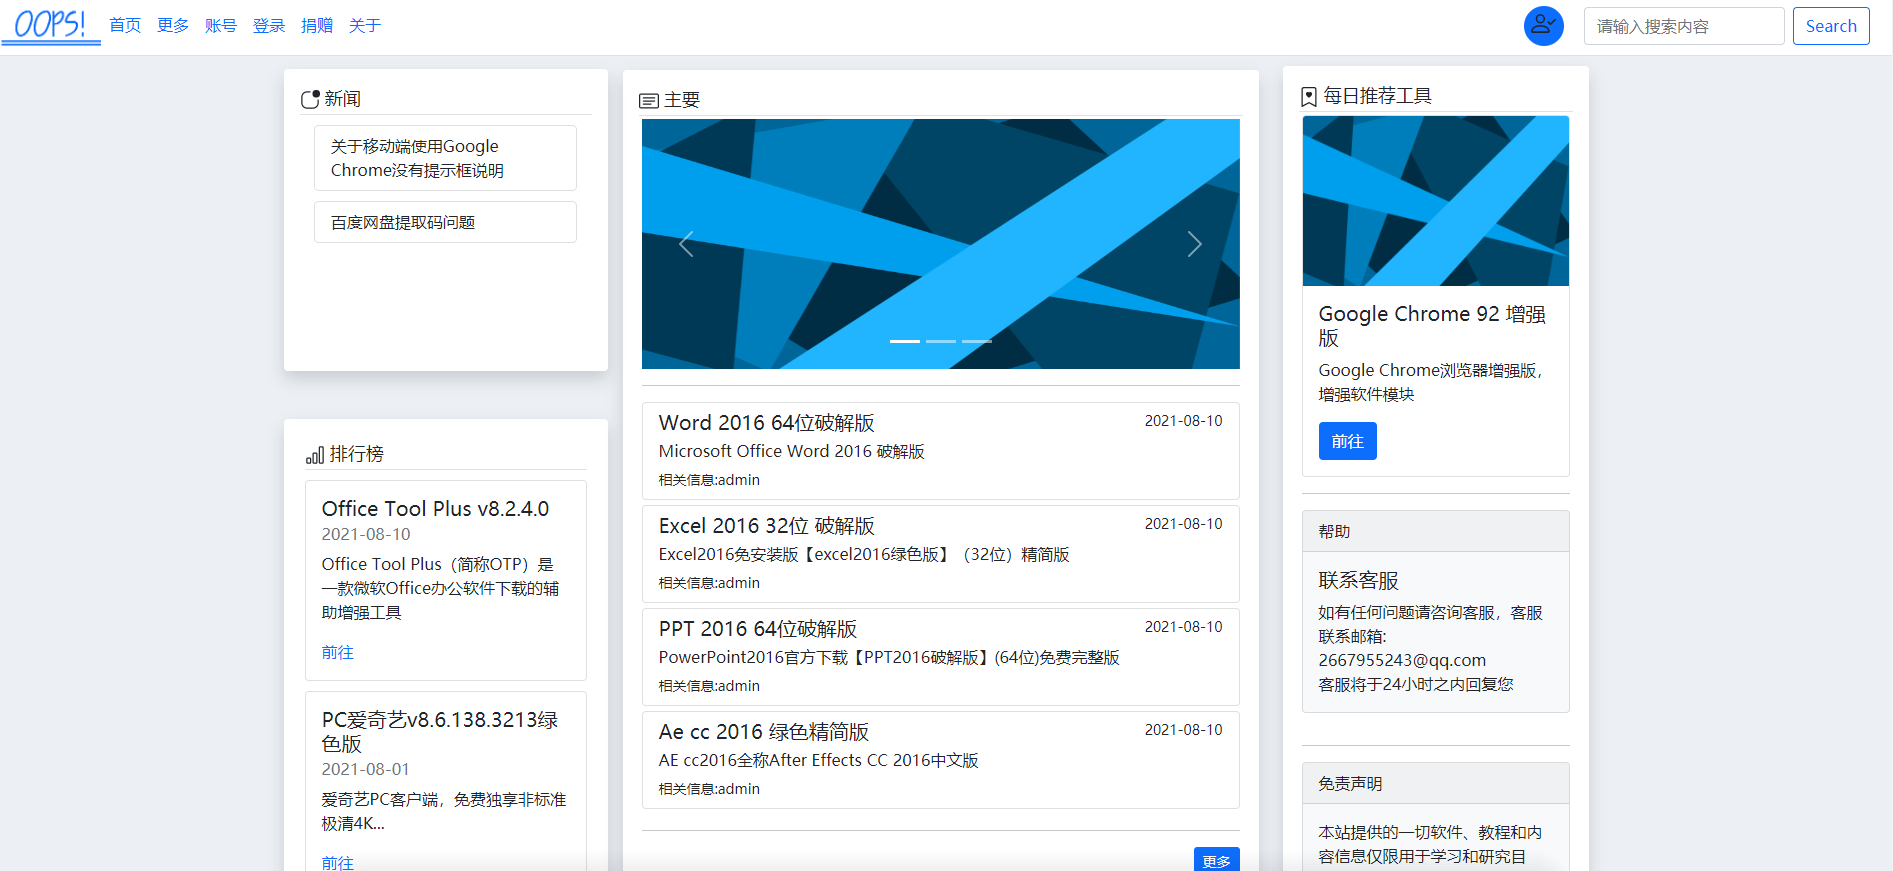 OOPS!
首页 更多 账号 登录 捐赠 关于
请输入搜索内容
Search
新闻
关于移动端使用Google
Chrome没有提示框说明
百度网盘提取码问题
排行榜
Office Tool Plus v8.2.4.0
2021-08-10
Office Tool Plus（简称OTP）是
一款微软Office办公软件下载的辅
助增强工具
前往
PC爱奇艺v8.6.138.3213绿
色版
2021-08-01
爱奇艺PC客户端，免费独享非标准
极清4K...
前往
主要
Word 2016 64位破解版
2021-08-10
Microsoft Office Word 2016 破解版
相关信息:admin
Excel 2016 32位 破解版
2021-08-10
Excel2016免安装版【excel2016绿色版】（32位）精简版
相关信息:admin
PPT 2016 64位破解版
2021-08-10
PowerPoint2016官方下载【PPT2016破解版】(64位)免费完整版
相关信息:admin
Ae cc 2016 绿色精简版
2021-08-10
AE cc2016全称After Effects CC 2016中文版
相关信息:admin
更多
每日推荐工具
Google Chrome 92 增强
版
Google Chrome浏览器增强版，
增强软件模块
前往
帮助
联系客服
如有任何问题请咨询客服，客服
联系邮箱:
2667955243@qq.com
客服将于24小时之内回复您
免责声明
本站提供的一切软件、教程和内
容信息仅限用于学习和研究目